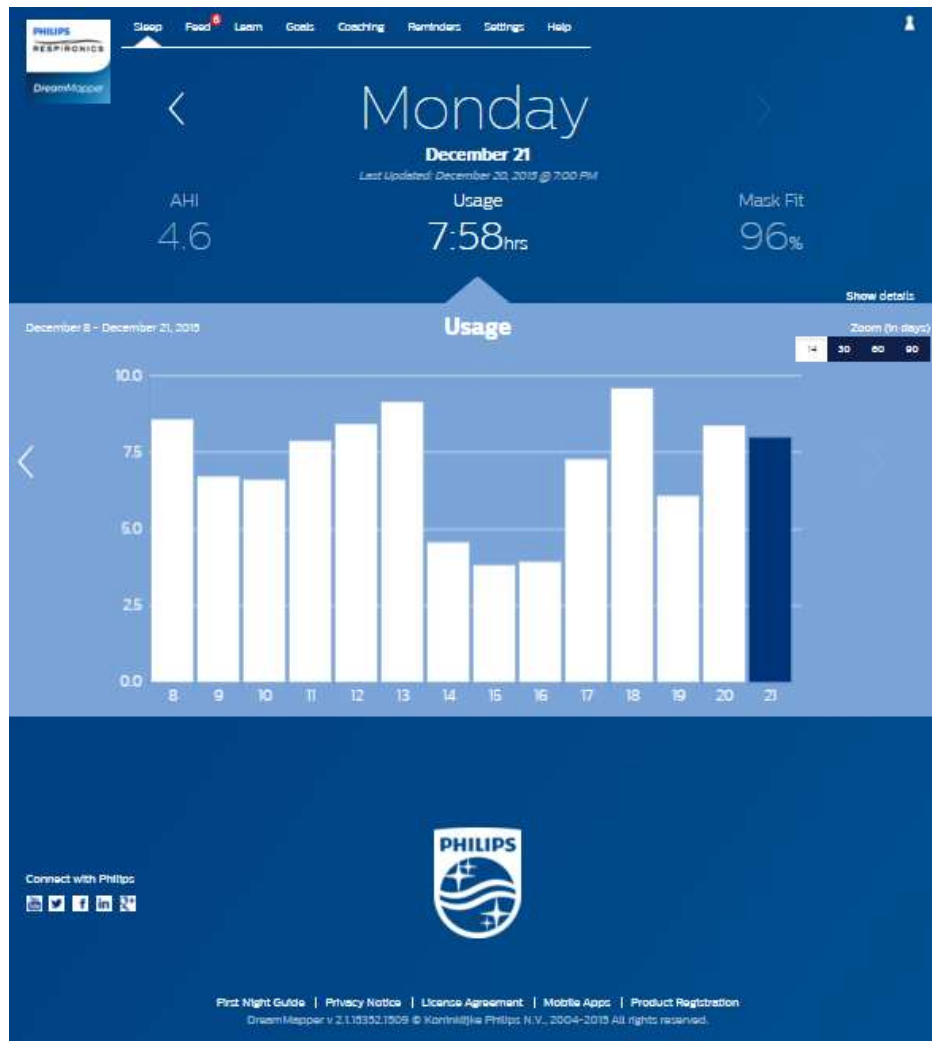 PHILIPS
RESPIRONICS
DreamMapper
Sleep Feed 6 Learn Goals Coaching Reminders Settings Help
Monday
December 21
Last Updated: December 20, 2015 @ 7:00 PM
AHI Usage Mask Fit
4.6 7:58hrs 96%
Show details
December 8 - December 21, 2015 Usage Zoom (in days)
14 30 60 90
10.0
7.5
5.0
2.5
0.0
8 9 10 11 12 13 14 15 16 17 18 19 20 21
PHILIPS
Connect with Philips
First Night Guide | Privacy Notice | License Agreement | Mobile Apps | Product Registration
DreamMapper v 2.1.15352.1509 © Koninklijke Philips N.V., 2004-2015 All rights reserved.